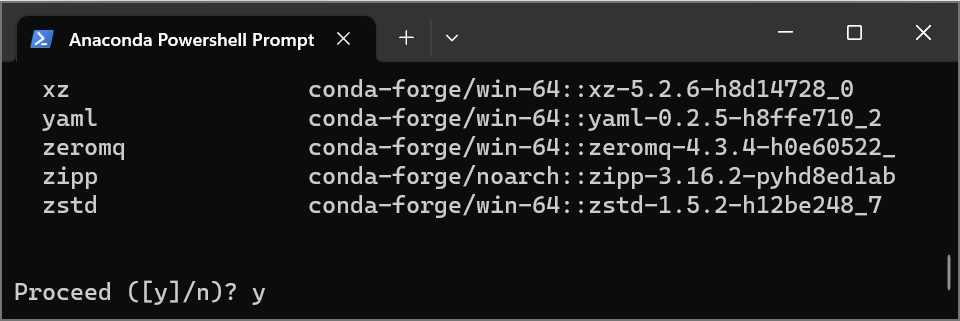 Anaconda Powershell Prompt
xz conda-forge/win-64::xz-5.2.6-h8d14728_0
yaml conda-forge/win-64::yaml-0.2.5-h8ffe710_2
zeromq conda-forge/win-64::zeromq-4.3.4-h0e60522_
zipp conda-forge/noarch::zipp-3.16.2-pyhd8ed1ab
zstd conda-forge/win-64::zstd-1.5.2-h12be248_7
Proceed ([y]/n)? y